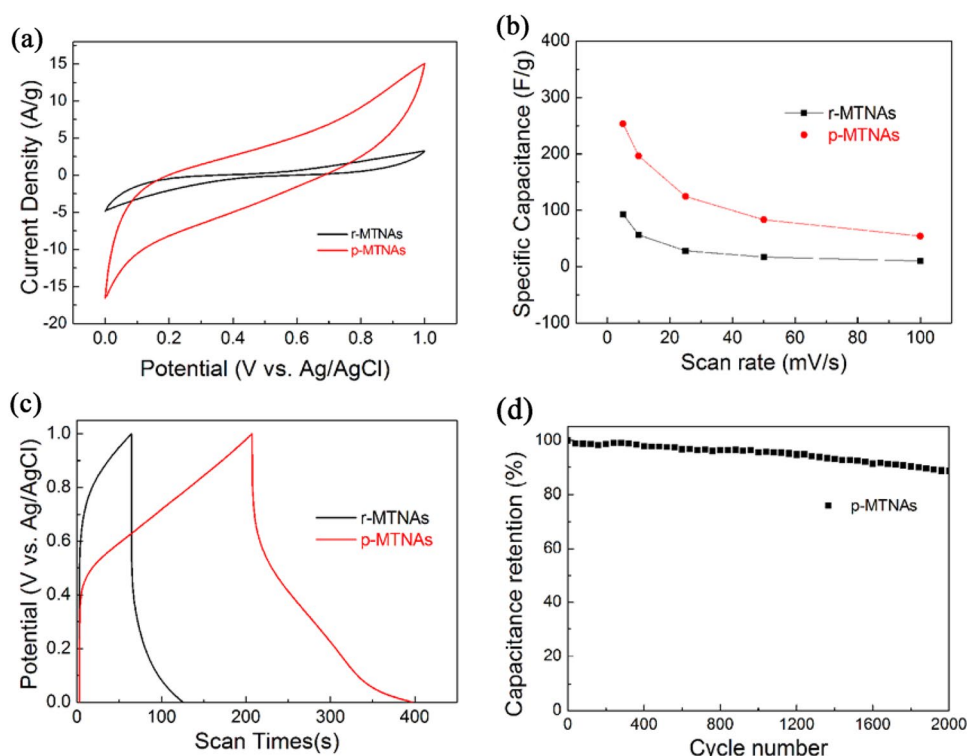 (a)
15
10
5
0
-5
-10
-15
-20
0.0 0.2 0.4 0.6 0.8 1.0
Current Density (A/g)
Potential (V vs. Ag/AgCl)
r-MTNAs
p-MTNAs
(b)
400
300
200
100
0
-100
0 20 40 60 80 100
Specific Capacitance (F/g)
Scan rate (mV/s)
r-MTNAs
p-MTNAs
(c)
1.0
0.8
0.6
0.4
0.2
0.0
0 100 200 300 400
Potential (V vs. Ag/AgCl)
Scan Times(s)
r-MTNAs
p-MTNAs
(d)
100
80
60
40
20
0
0 400 800 1200 1600 2000
Capacitance retention (%)
Cycle number
p-MTNAs